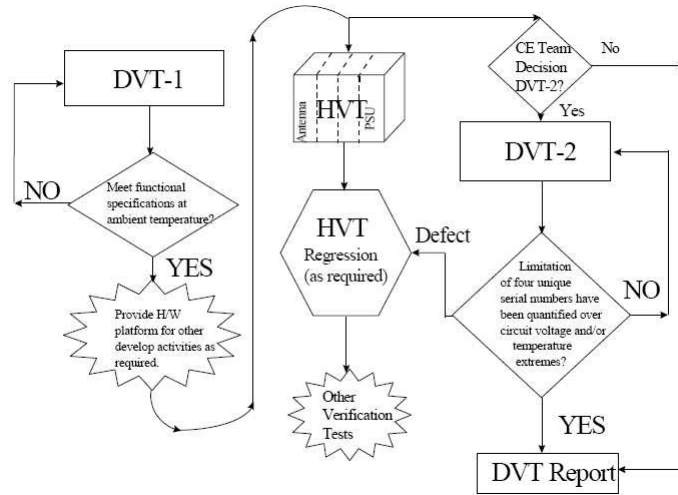 DVT-1
NO
Meet functional
specifications at
ambient temperature?
YES
Provide H/W
platform for other
develop activities as
required.
Antenna
HVT
PSU
HVT
Regression
(as required)
Other
Verification
Tests
CE Team
Decision
DVT-2?
No
Yes
DVT-2
Defect
Limitation
of four unique
serial numbers have
been quantified over
circuit voltage and/or
temperature
extremes?
NO
YES
DVT Report